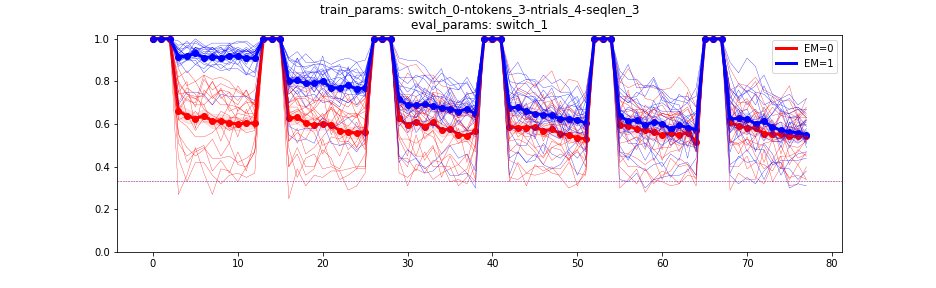 train_params: switch_0-ntokens_3-ntrials_4-seqlen_3
eval_params: switch_1
1.0
0.8
0.6
0.4
0.2
0.0
EM=0
EM=1
0 10 20 30 40 50 60 70 80